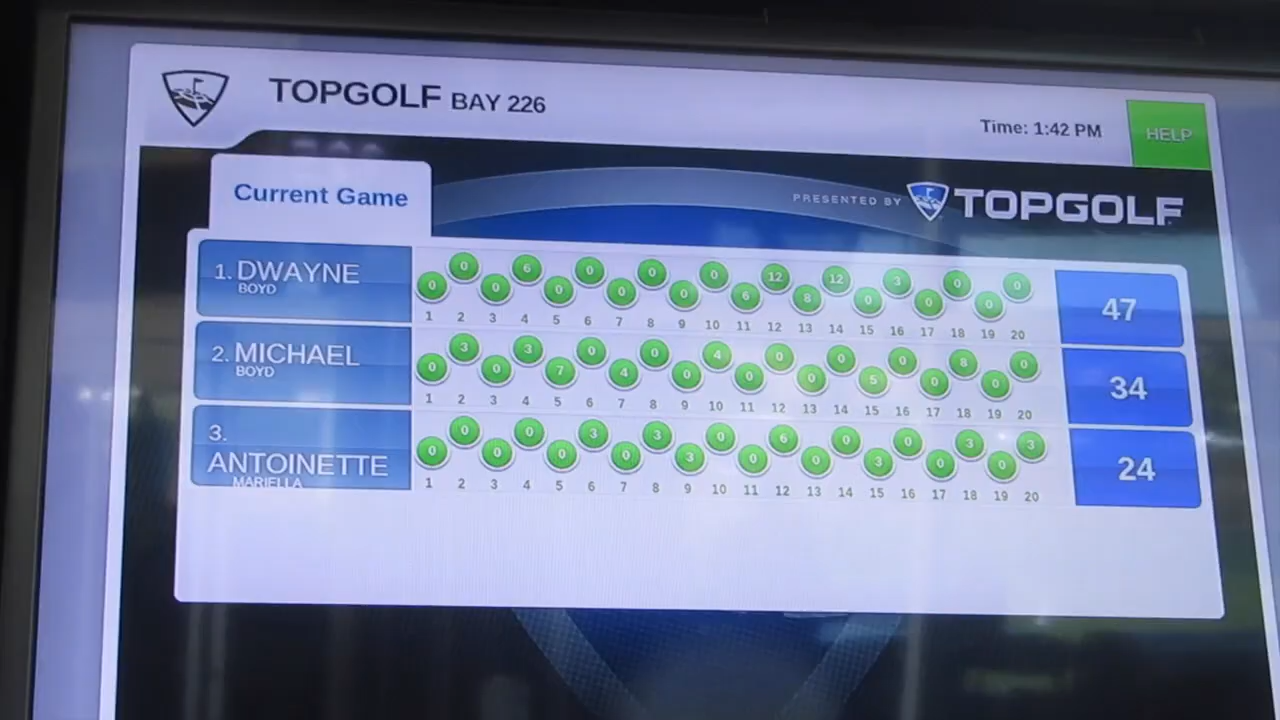 TOPGOLF BAY 226
Time: 1:42 PM
HELP
Current Game
PRESENTED BY TOPGOLF
1. DWAYNE
BOYD
0 0 0 6 0 0 0 0 0 0 6 12 8 12 0 3 0 0 0 0
1 2 3 4 5 6 7 8 9 10 11 12 13 14 15 16 17 18 19 20
47
2. MICHAEL
BOYD
0 3 0 3 7 0 4 0 0 4 0 0 0 0 5 0 0 8 0 0
1 2 3 4 5 6 7 8 9 10 11 12 13 14 15 16 17 18 19 20
34
3.
ANTOINETTE
MARIELLA
0 0 0 0 0 3 0 3 3 0 0 6 0 0 3 0 0 3 0 3
1 2 3 4 5 6 7 8 9 10 11 12 13 14 15 16 17 18 19 20
24